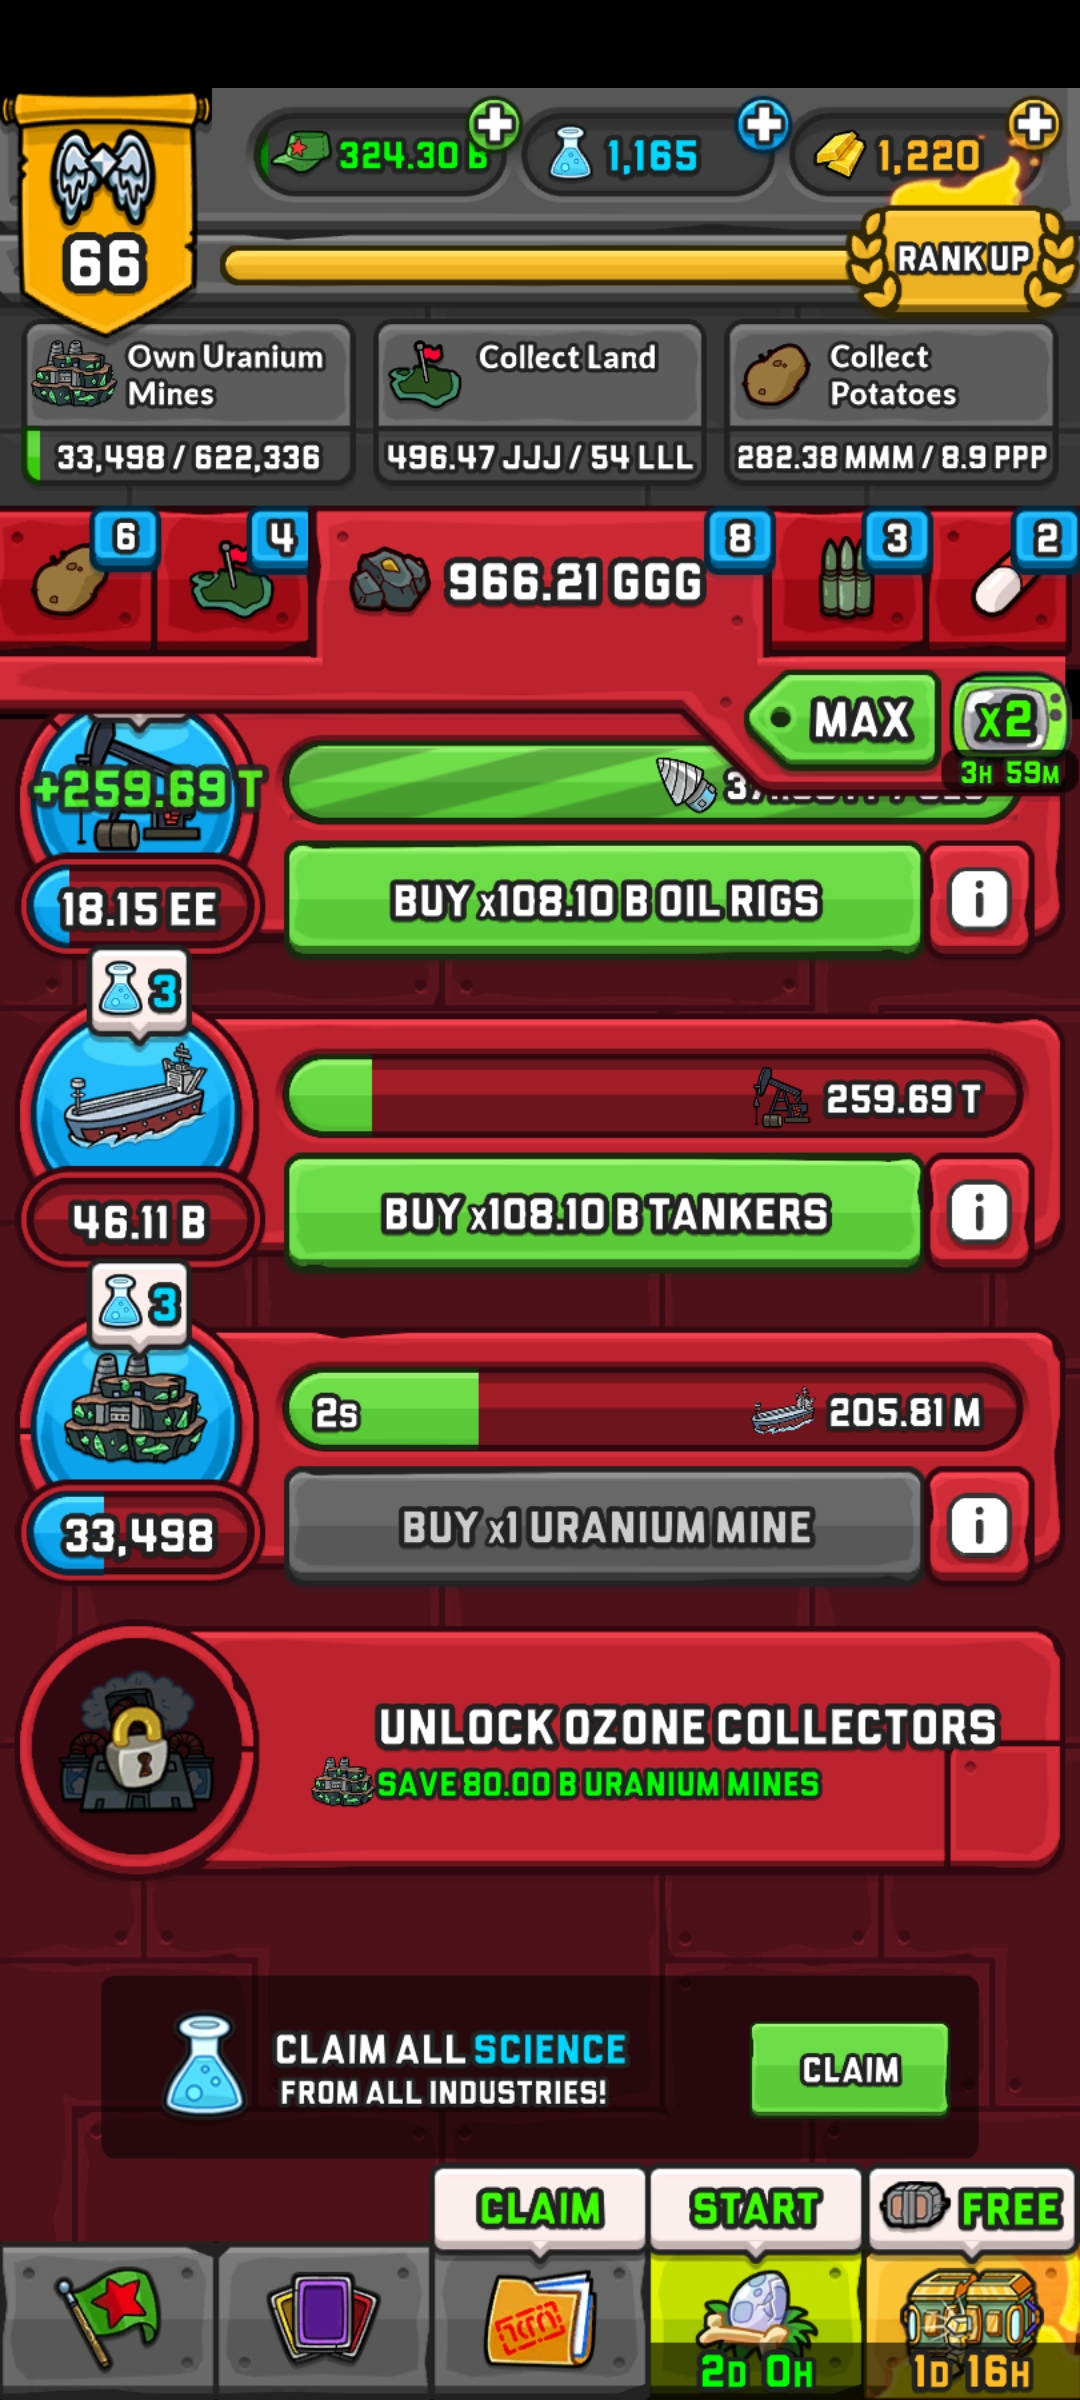 324.30 B
1,165
1,220
66
RANK UP
Own Uranium
Mines
33,498 / 622,336
Collect Land
496.47 JJJ / 54 LLL
Collect
Potatoes
282.38 MMM / 8.9 PPP
6
4
966.21 GGG
8
3
2
MAX
x2
3H 59M
+259.69 T
18.15 EE
BUY x108.10 B OIL RIGS
i
3
259.69 T
46.11 B
BUY x108.10 B TANKERS
i
3
2s
205.81 M
33,498
BUY x1 URANIUM MINE
i
UNLOCK OZONE COLLECTORS
SAVE 80.00 B URANIUM MINES
CLAIM ALL SCIENCE
FROM ALL INDUSTRIES!
CLAIM
CLAIM
START
FREE
2D 0H
1D 16H